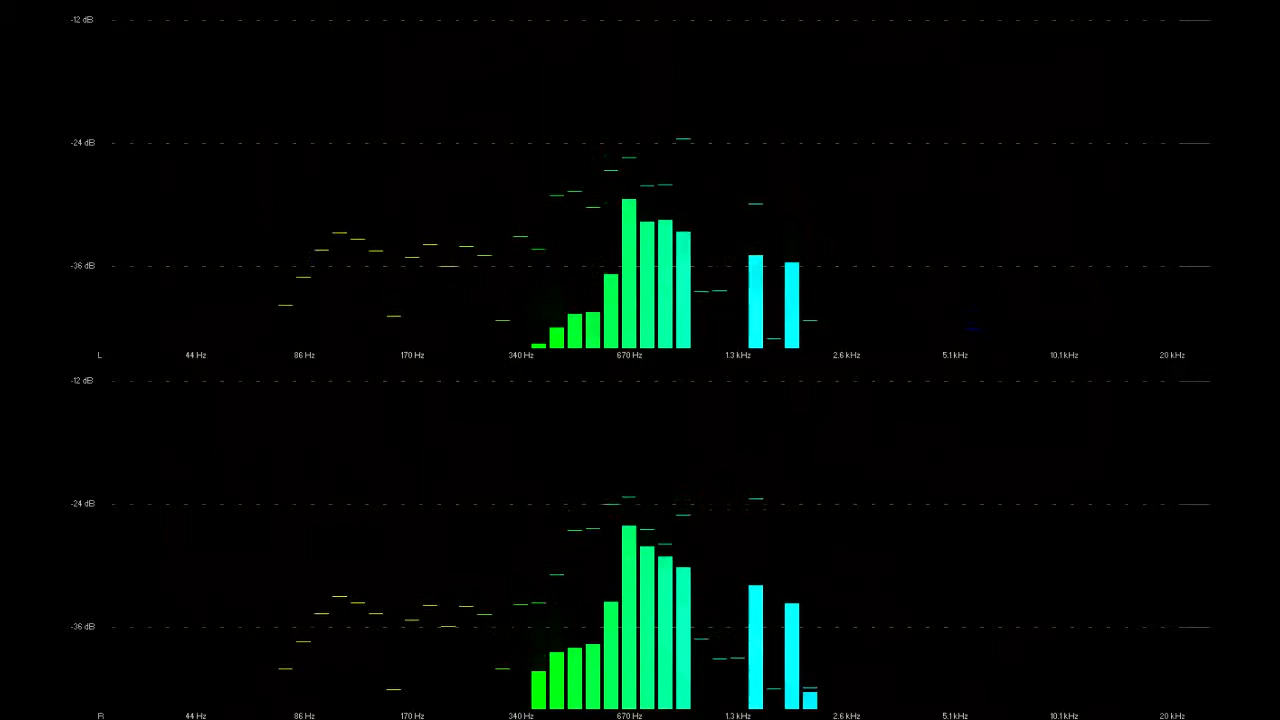 -12 dB
-24 dB
-36 dB
L 44 Hz 86 Hz 170 Hz 340 Hz 670 Hz 1.3 kHz 2.6 kHz 5.1 kHz 10.1 kHz 20 kHz
-12 dB
-24 dB
-36 dB
R 44 Hz 86 Hz 170 Hz 340 Hz 670 Hz 1.3 kHz 2.6 kHz 5.1 kHz 10.1 kHz 20 kHz